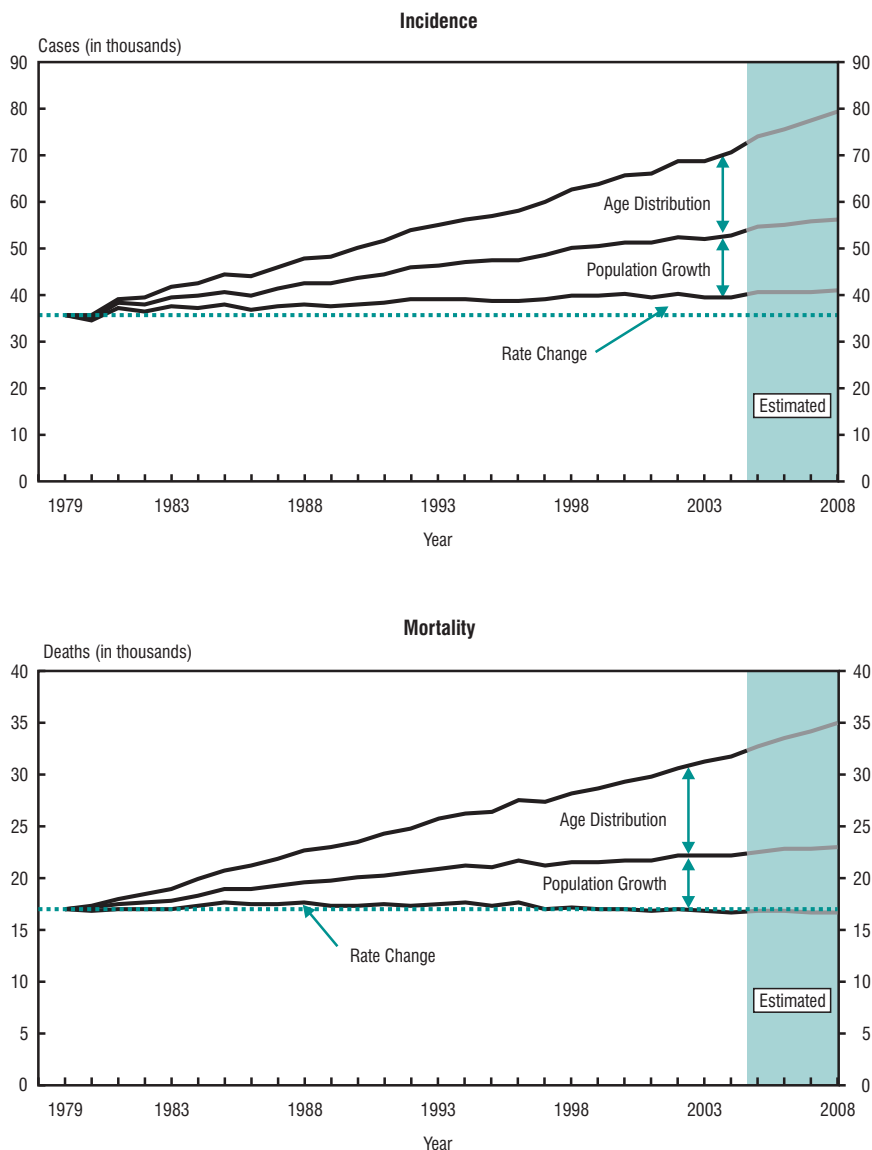 Incidence
Cases (in thousands)
90 90
80 80
70 70
Age Distribution
60 60
50 50
Population Growth
40 40
30 30
Rate Change
20 20
Estimated
10 10
0 0
1979 1983 1988 1993 1998 2003 2008
Year
Mortality
Deaths (in thousands)
40 40
35 35
30 30
Age Distribution
25 25
20 20
Population Growth
15 15
Rate Change
10 10
Estimated
5 5
0 0
1979 1983 1988 1993 1998 2003 2008
Year